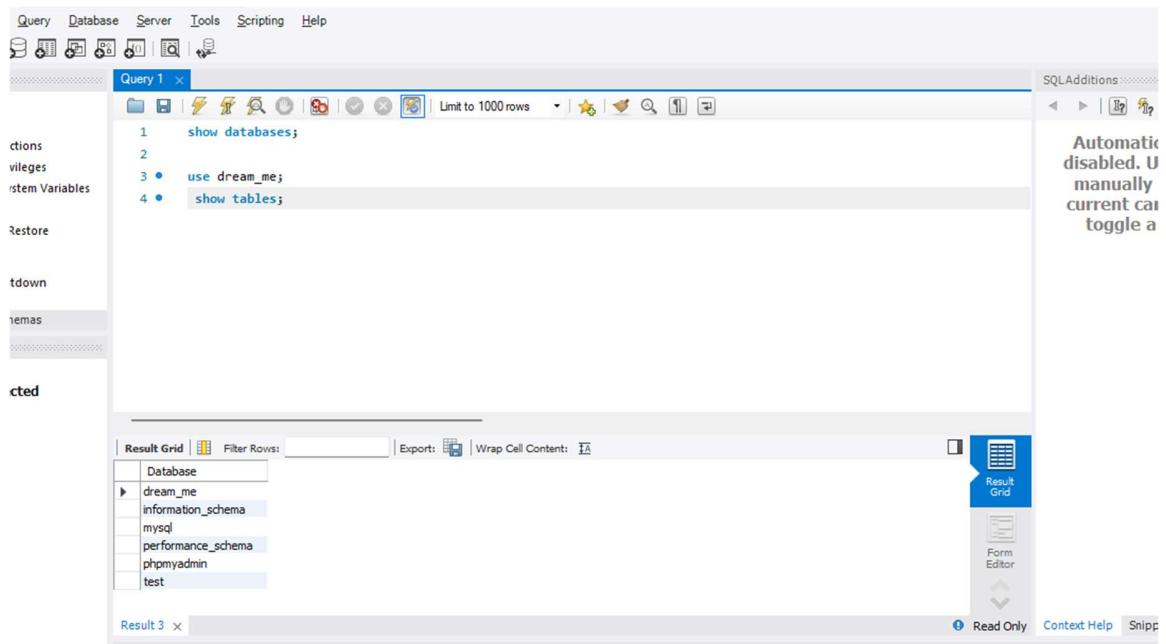 Query Database Server Tools Scripting Help
Query 1
SQLAdditions
Limit to 1000 rows
1 show databases;
2
3 use dream_me;
4 show tables;
ctions
vileges
stem Variables
Restore
tdown
emas
cted
Automatic
disabled. U
manually
current car
toggle a
Result Grid Filter Rows: Export: Wrap Cell Content:
Database
dream_me
information_schema
mysql
performance_schema
phpmyadmin
test
Result
Grid
Form
Editor
Result 3
Read Only
Context Help Snipp